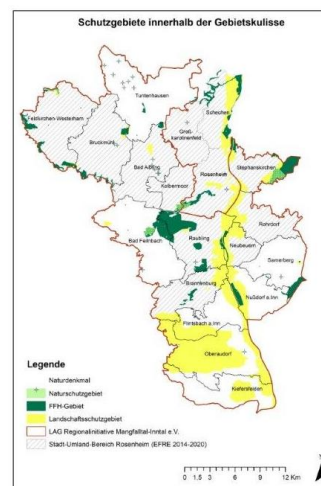 Schutzgebiete innerhalb der Gebietskulisse
Tuntenhausen
Feldkirchen-Westerham
Bruckmühl
Groß-
karolinenfeld
Schechen
Bad Aibling
Kolbermoor
Rosenheim
Stephanskirchen
Bad Feilnbach
Raubling
Rohrdorf
Neubeuern
Samerberg
Brannenburg
Nußdorf a.Inn
Flintsbach a.Inn
Oberaudorf
Kiefersfelden
Legende
Naturdenkmal
Naturschutzgebiet
FFH-Gebiet
Landschaftsschutzgebiet
LAG Regionalinitiative Mangfalltal-Inntal e.V.
Stadt-Umland-Bereich Rosenheim (EFRE 2014-2020)
0 1,5 3 6 9 12 Km